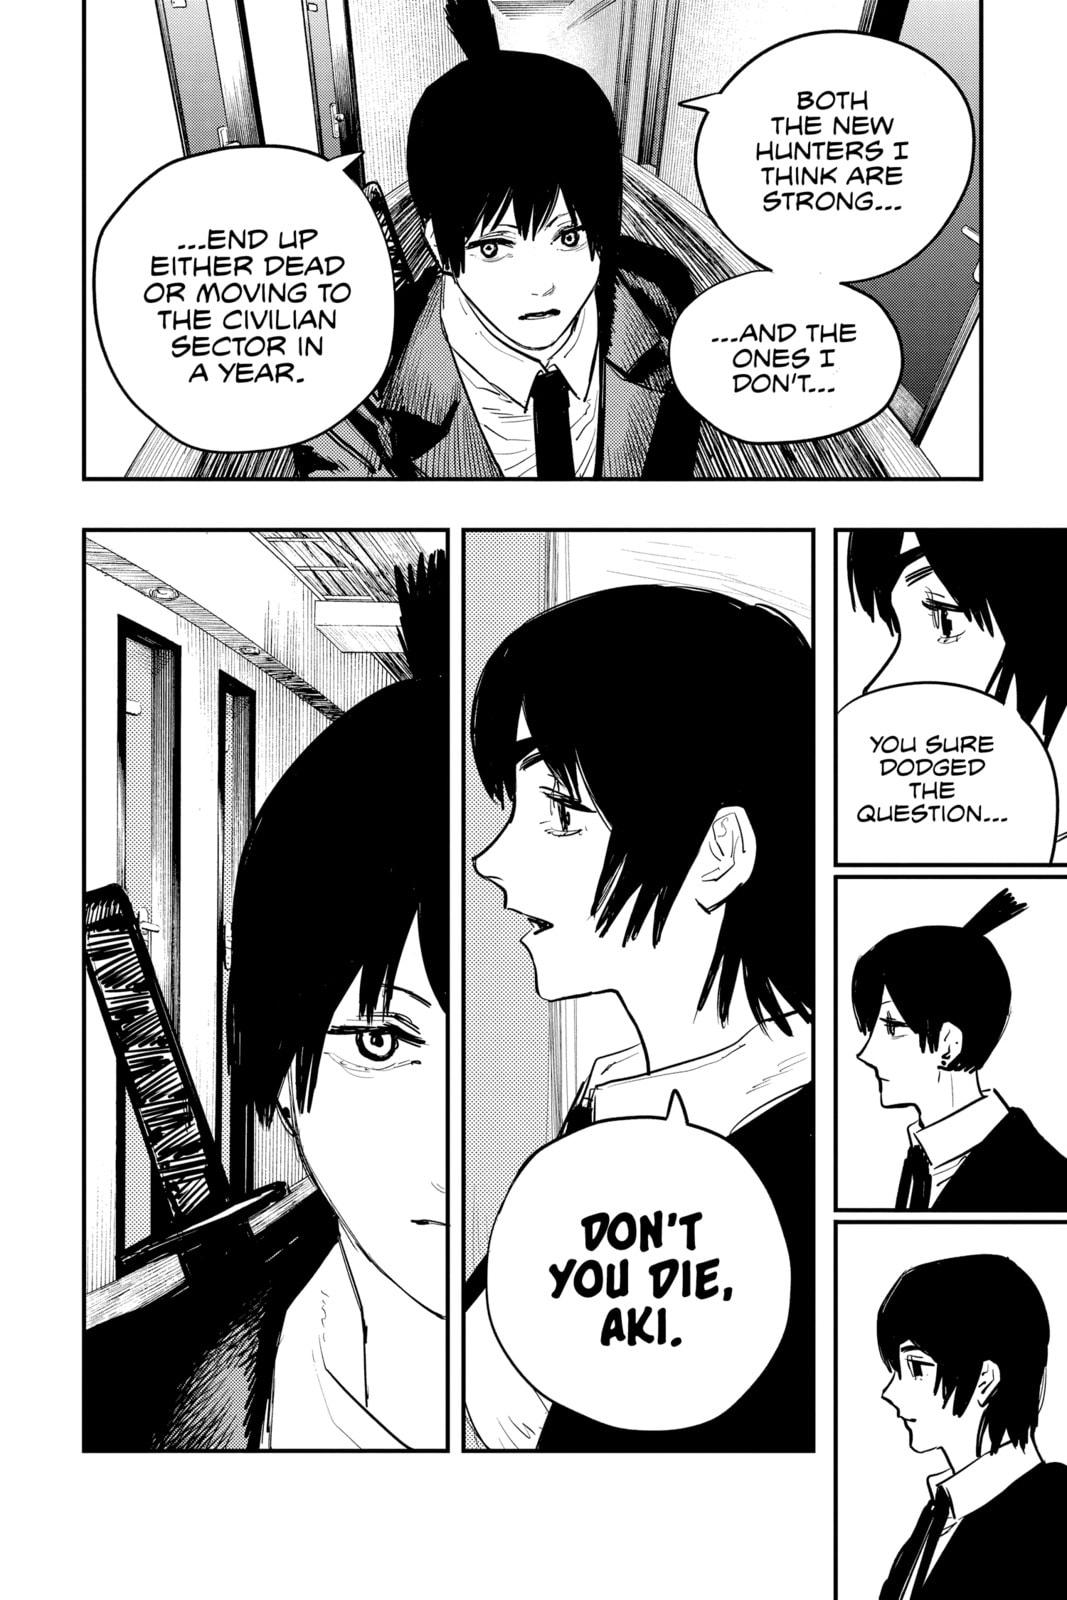 BOTH
THE NEW
HUNTERS I
THINK ARE
STRONG...
...AND THE
ONES I
DON'T...
...END UP
EITHER DEAD
OR MOVING TO
THE CIVILIAN
SECTOR IN
A YEAR.
YOU SURE
DODGED
THE
QUESTION...
DON'T
YOU DIE,
AKI.